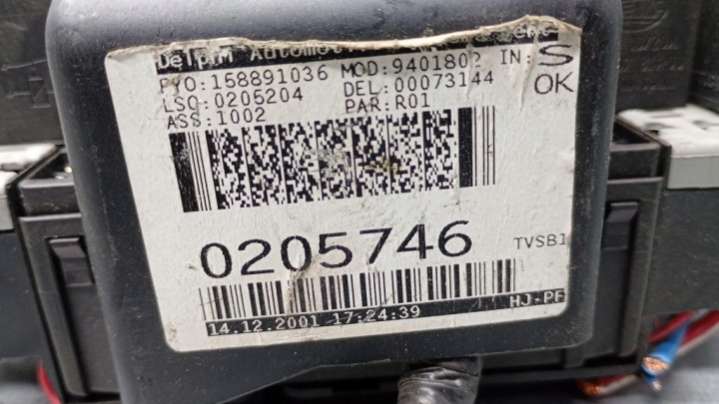 Delphi Automotive
PYO:158891036 MOD:9401802 IN:S
LSQ:0205204 DEL:00073144 OK
ASS:1002 PAR:R01
0205746 TVSB1
14.12.2001 17:24:39 HJ-PF